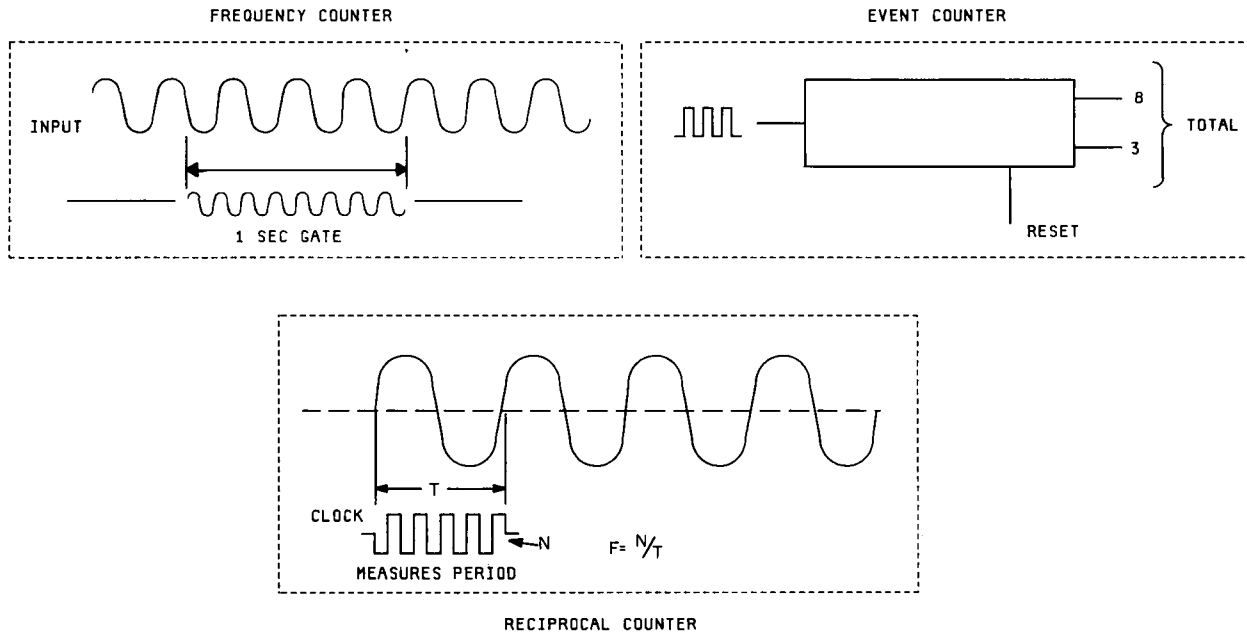 FREQUENCY COUNTER
INPUT
1 SEC GATE
EVENT COUNTER
8
3
TOTAL
RESET
T
CLOCK
N
F= N/T
MEASURES PERIOD
RECIPROCAL COUNTER